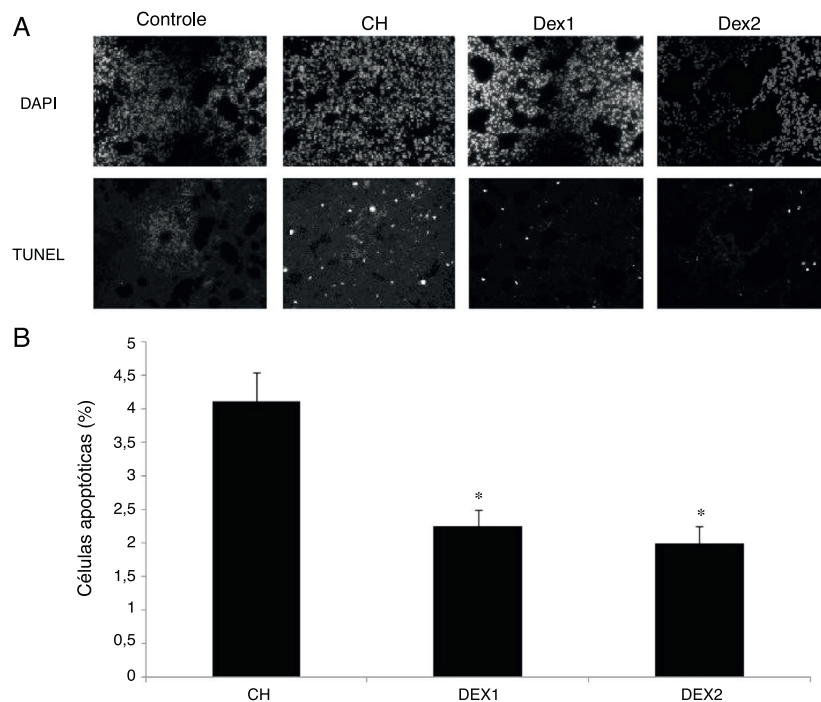 A
Controle
CH
Dex1
Dex2
DAPI
TUNEL
B
Células apoptóticas (%)
5
4,5
4
3,5
3
2,5
2
1,5
1
0,5
0
*
*
CH
DEX1
DEX2